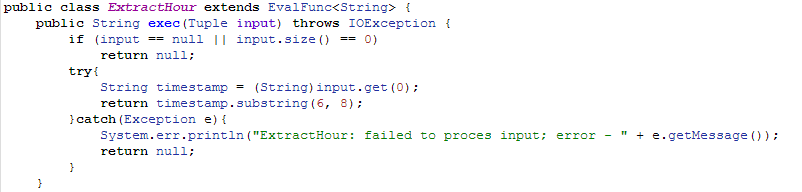 public class ExtractHour extends EvalFunc<String> {
    public String exec(Tuple input) throws IOException {
        if (input == null || input.size() == 0)
            return null;
        try{
            String timestamp = (String)input.get(0);
            return timestamp.substring(6, 8);
        }catch(Exception e){
            System.err.println("ExtractHour: failed to proces input; error - " + e.getMessage());
            return null;
        }
    }